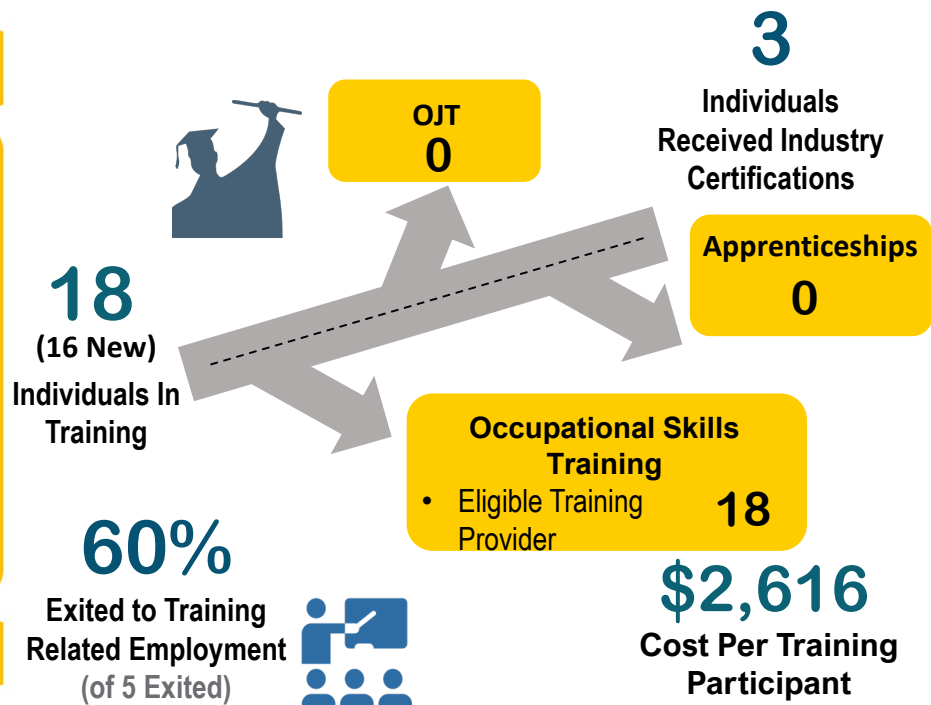 OJT
0
3
Individuals
Received Industry
Certifications
Apprenticeships
0
18
(16 New)
Individuals In
Training
Occupational Skills
Training
• Eligible Training
Provider
18
60%
Exited to Training
Related Employment
(of 5 Exited)
$2,616
Cost Per Training
Participant